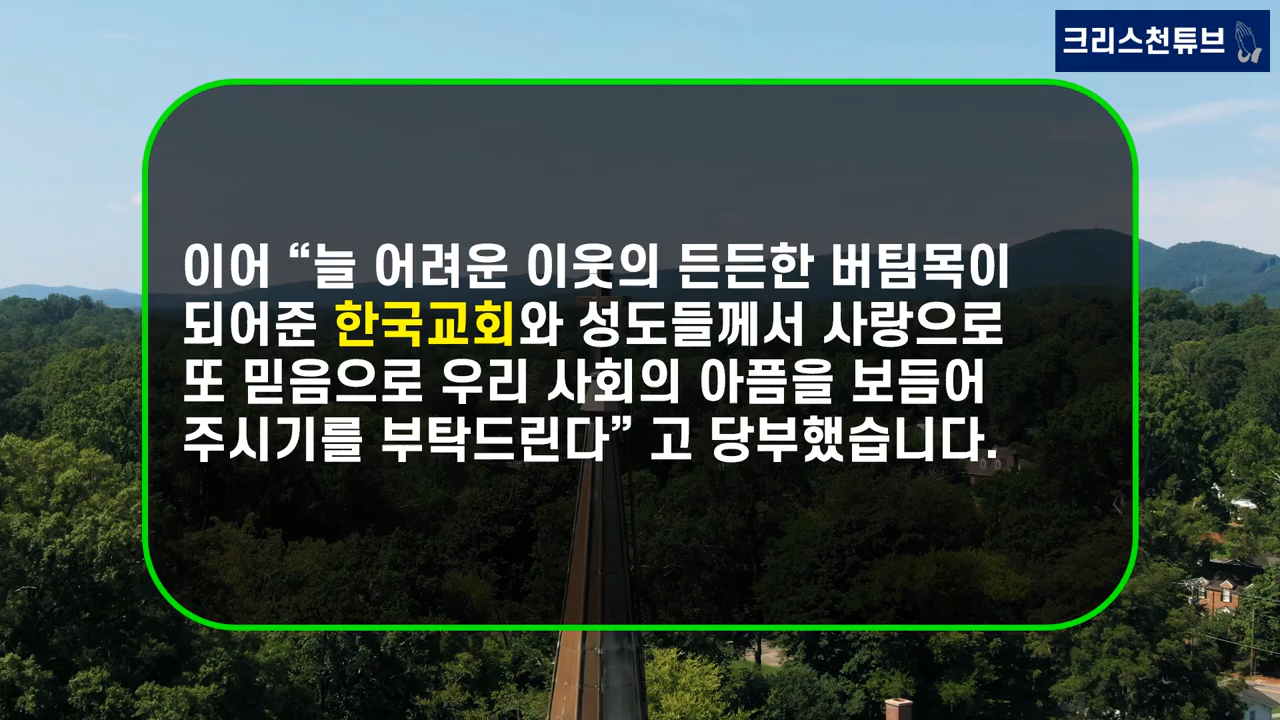 크리스천튜브
이어 “늘 어려운 이웃의 든든한 버팀목이
되어준 한국교회와 성도들께서 사랑으로
또 믿음으로 우리 사회의 아픔을 보듬어
주시기를 부탁드린다” 고 당부했습니다.